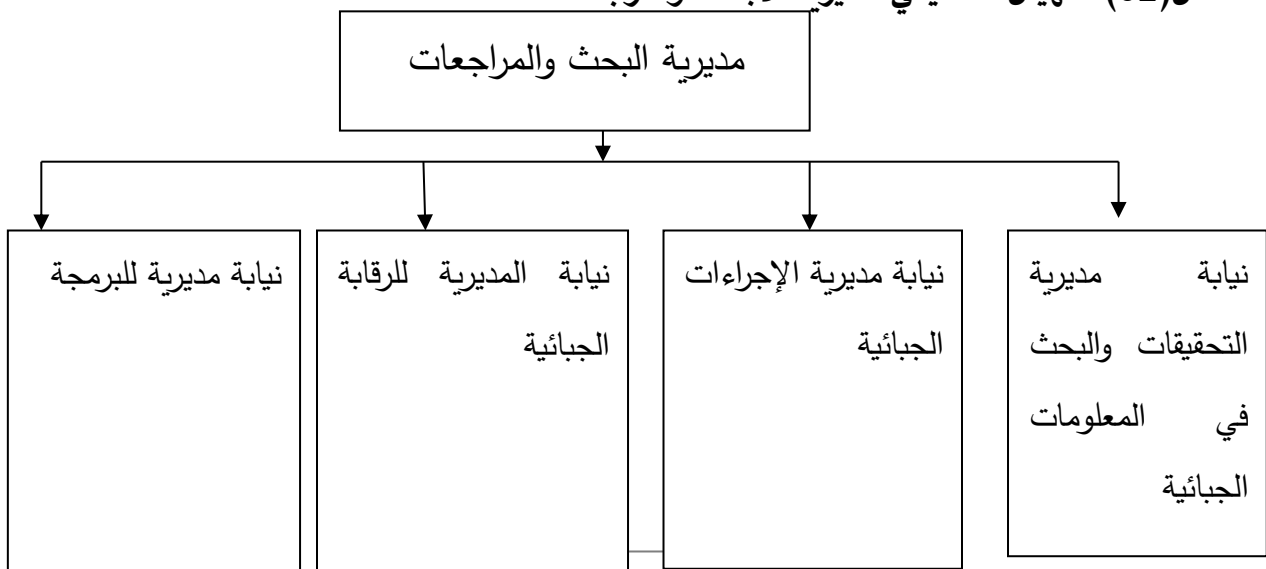 (02)
مديرية البحث والمراجعات
نيابة مديرية
التحقيقات والبحث
في المعلومات
الجبائية
نيابة مديرية الإجراءات
الجبائية
نيابة المديرية للرقابة
الجبائية
نيابة مديرية للبرمجة